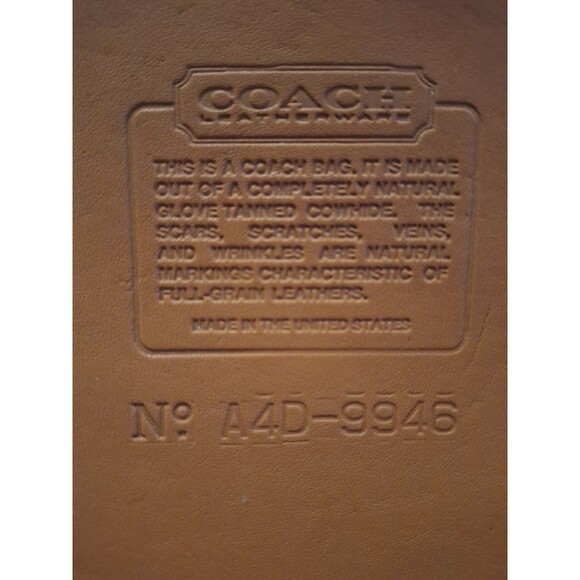 COACH
LEATHERWARE
THIS IS A COACH BAG. IT IS MADE
OUT OF A COMPLETELY NATURAL
GLOVE TANNED COWHIDE. THE
SCARS, SCRATCHES, VEINS,
AND WRINKLES ARE NATURAL
MARKINGS CHARACTERISTIC OF
FULL-GRAIN LEATHERS.
MADE IN THE UNITED STATES
Nº A4D-9946